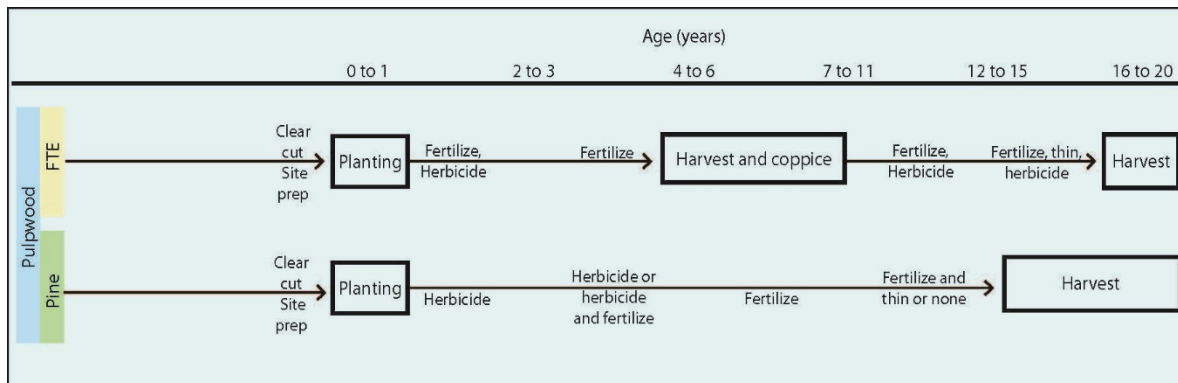 Age (years)
0 to 1
2 to 3
4 to 6
7 to 11
12 to 15
16 to 20
Pulpwood
FTE
Clear
cut
Site
prep
Planting
Fertilize,
Herbicide
Fertilize
Harvest and coppice
Fertilize,
Herbicide
Fertilize, thin,
herbicide
Harvest
Pine
Clear
cut
Site
prep
Planting
Herbicide
Herbicide or
herbicide
and fertilize
Fertilize
Fertilize and
thin or none
Harvest